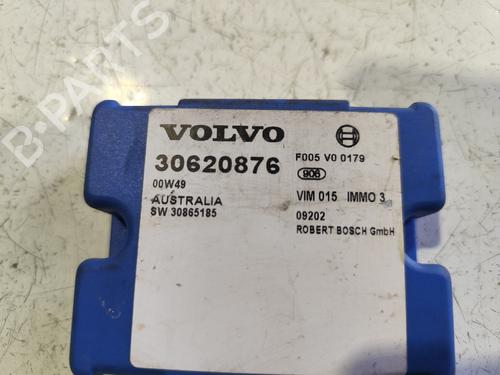 B-PARTS
VOLVO
30620876
00W49
AUSTRALIA
SW 30865185
F005 V0 0179
906
VIM 015 IMMO 3
09202
ROBERT BOSCH GmbH